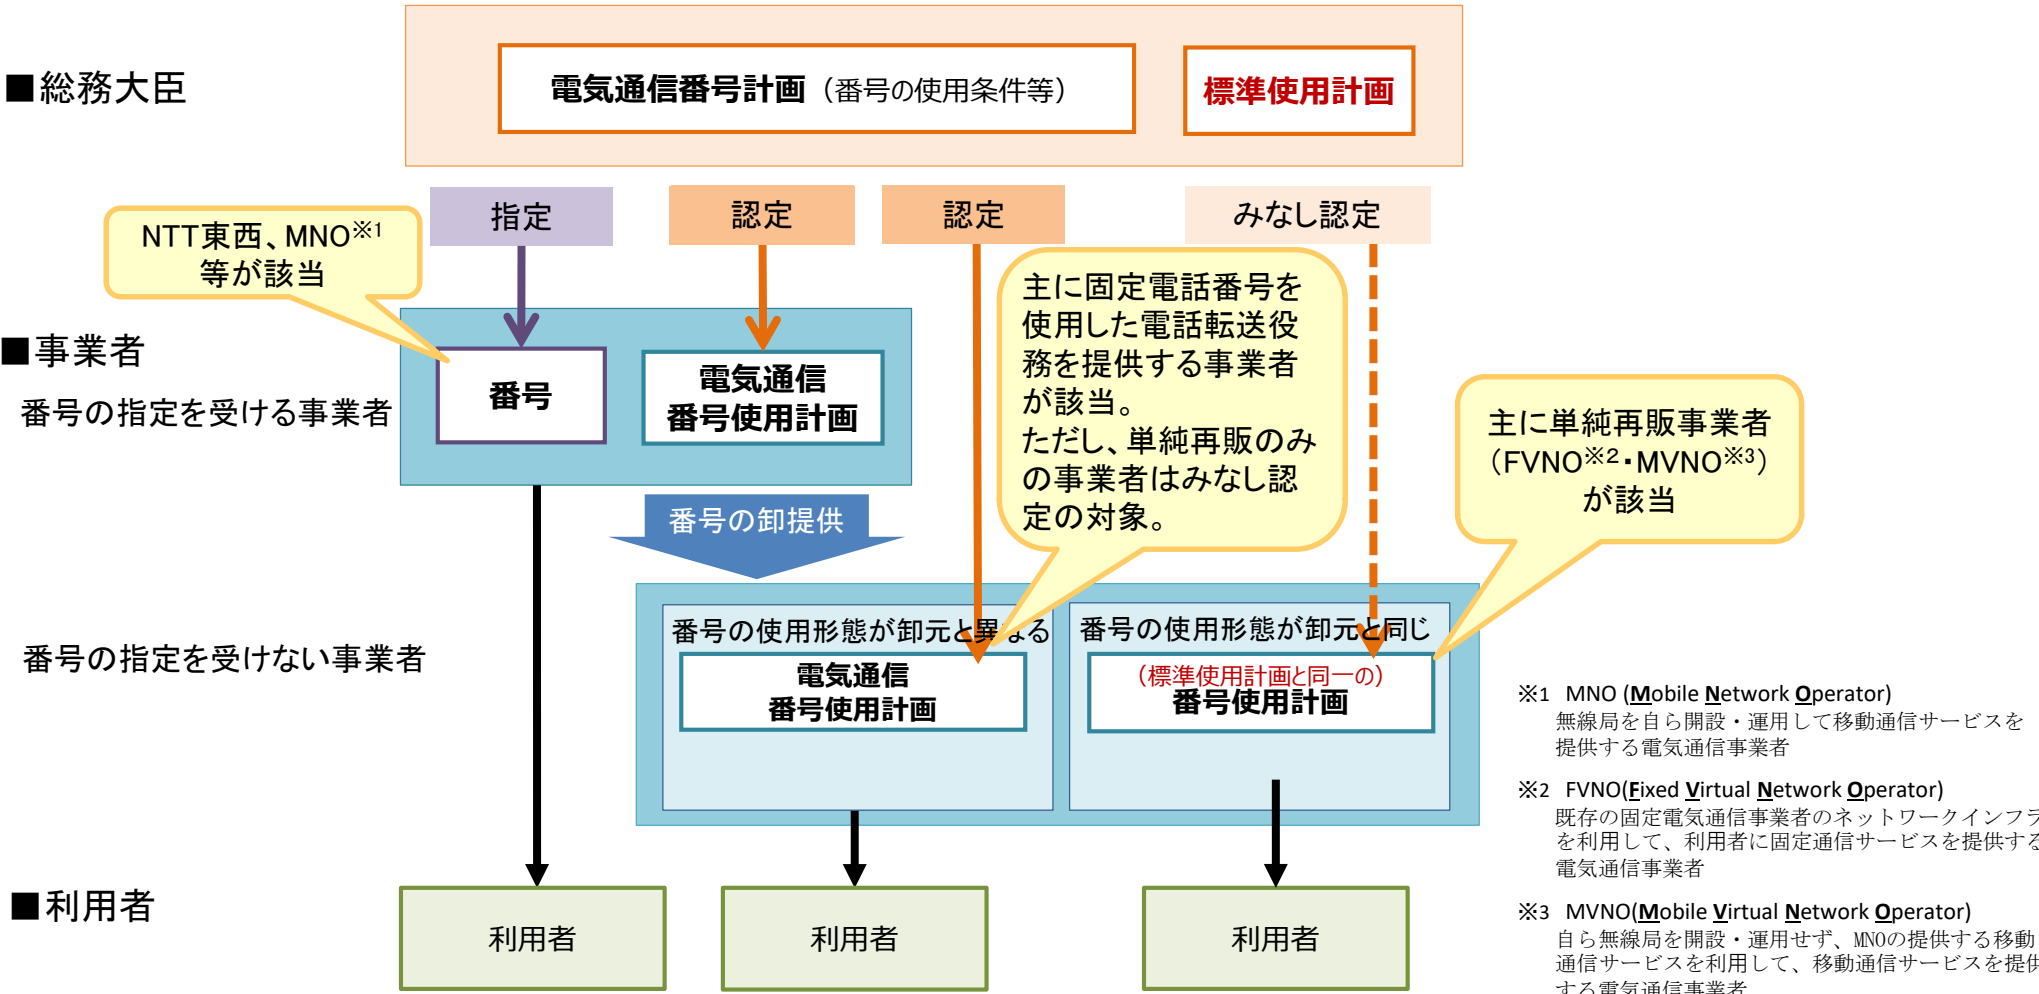 ■総務大臣
電気通信番号計画（番号の使用条件等）
標準使用計画
指定
認定
認定
みなし認定
NTT東西、MNO※1
等が該当
主に固定電話番号を
使用した電話転送役
務を提供する事業者
が該当。
ただし、単純再販のみ
の事業者はみなし認
定の対象。
■事業者
番号の指定を受ける事業者
番号
電気通信
番号使用計画
主に単純再販事業者
（FVNO※2・MVNO※3）
が該当
番号の卸提供
番号の指定を受けない事業者
番号の使用形態が卸元と異なる
電気通信
番号使用計画
番号の使用形態が卸元と同じ
（標準使用計画と同一の）
番号使用計画
※1 MNO (Mobile Network Operator)
無線局を自ら開設・運用して移動通信サービスを
提供する電気通信事業者
※2 FVNO(Fixed Virtual Network Operator)
既存の固定電気通信事業者のネットワークインフラ
を利用して、利用者に固定通信サービスを提供する
電気通信事業者
※3 MVNO(Mobile Virtual Network Operator)
自ら無線局を開設・運用せず、MNOの提供する移動
通信サービスを利用して、移動通信サービスを提供
する電気通信事業者
■利用者
利用者
利用者
利用者